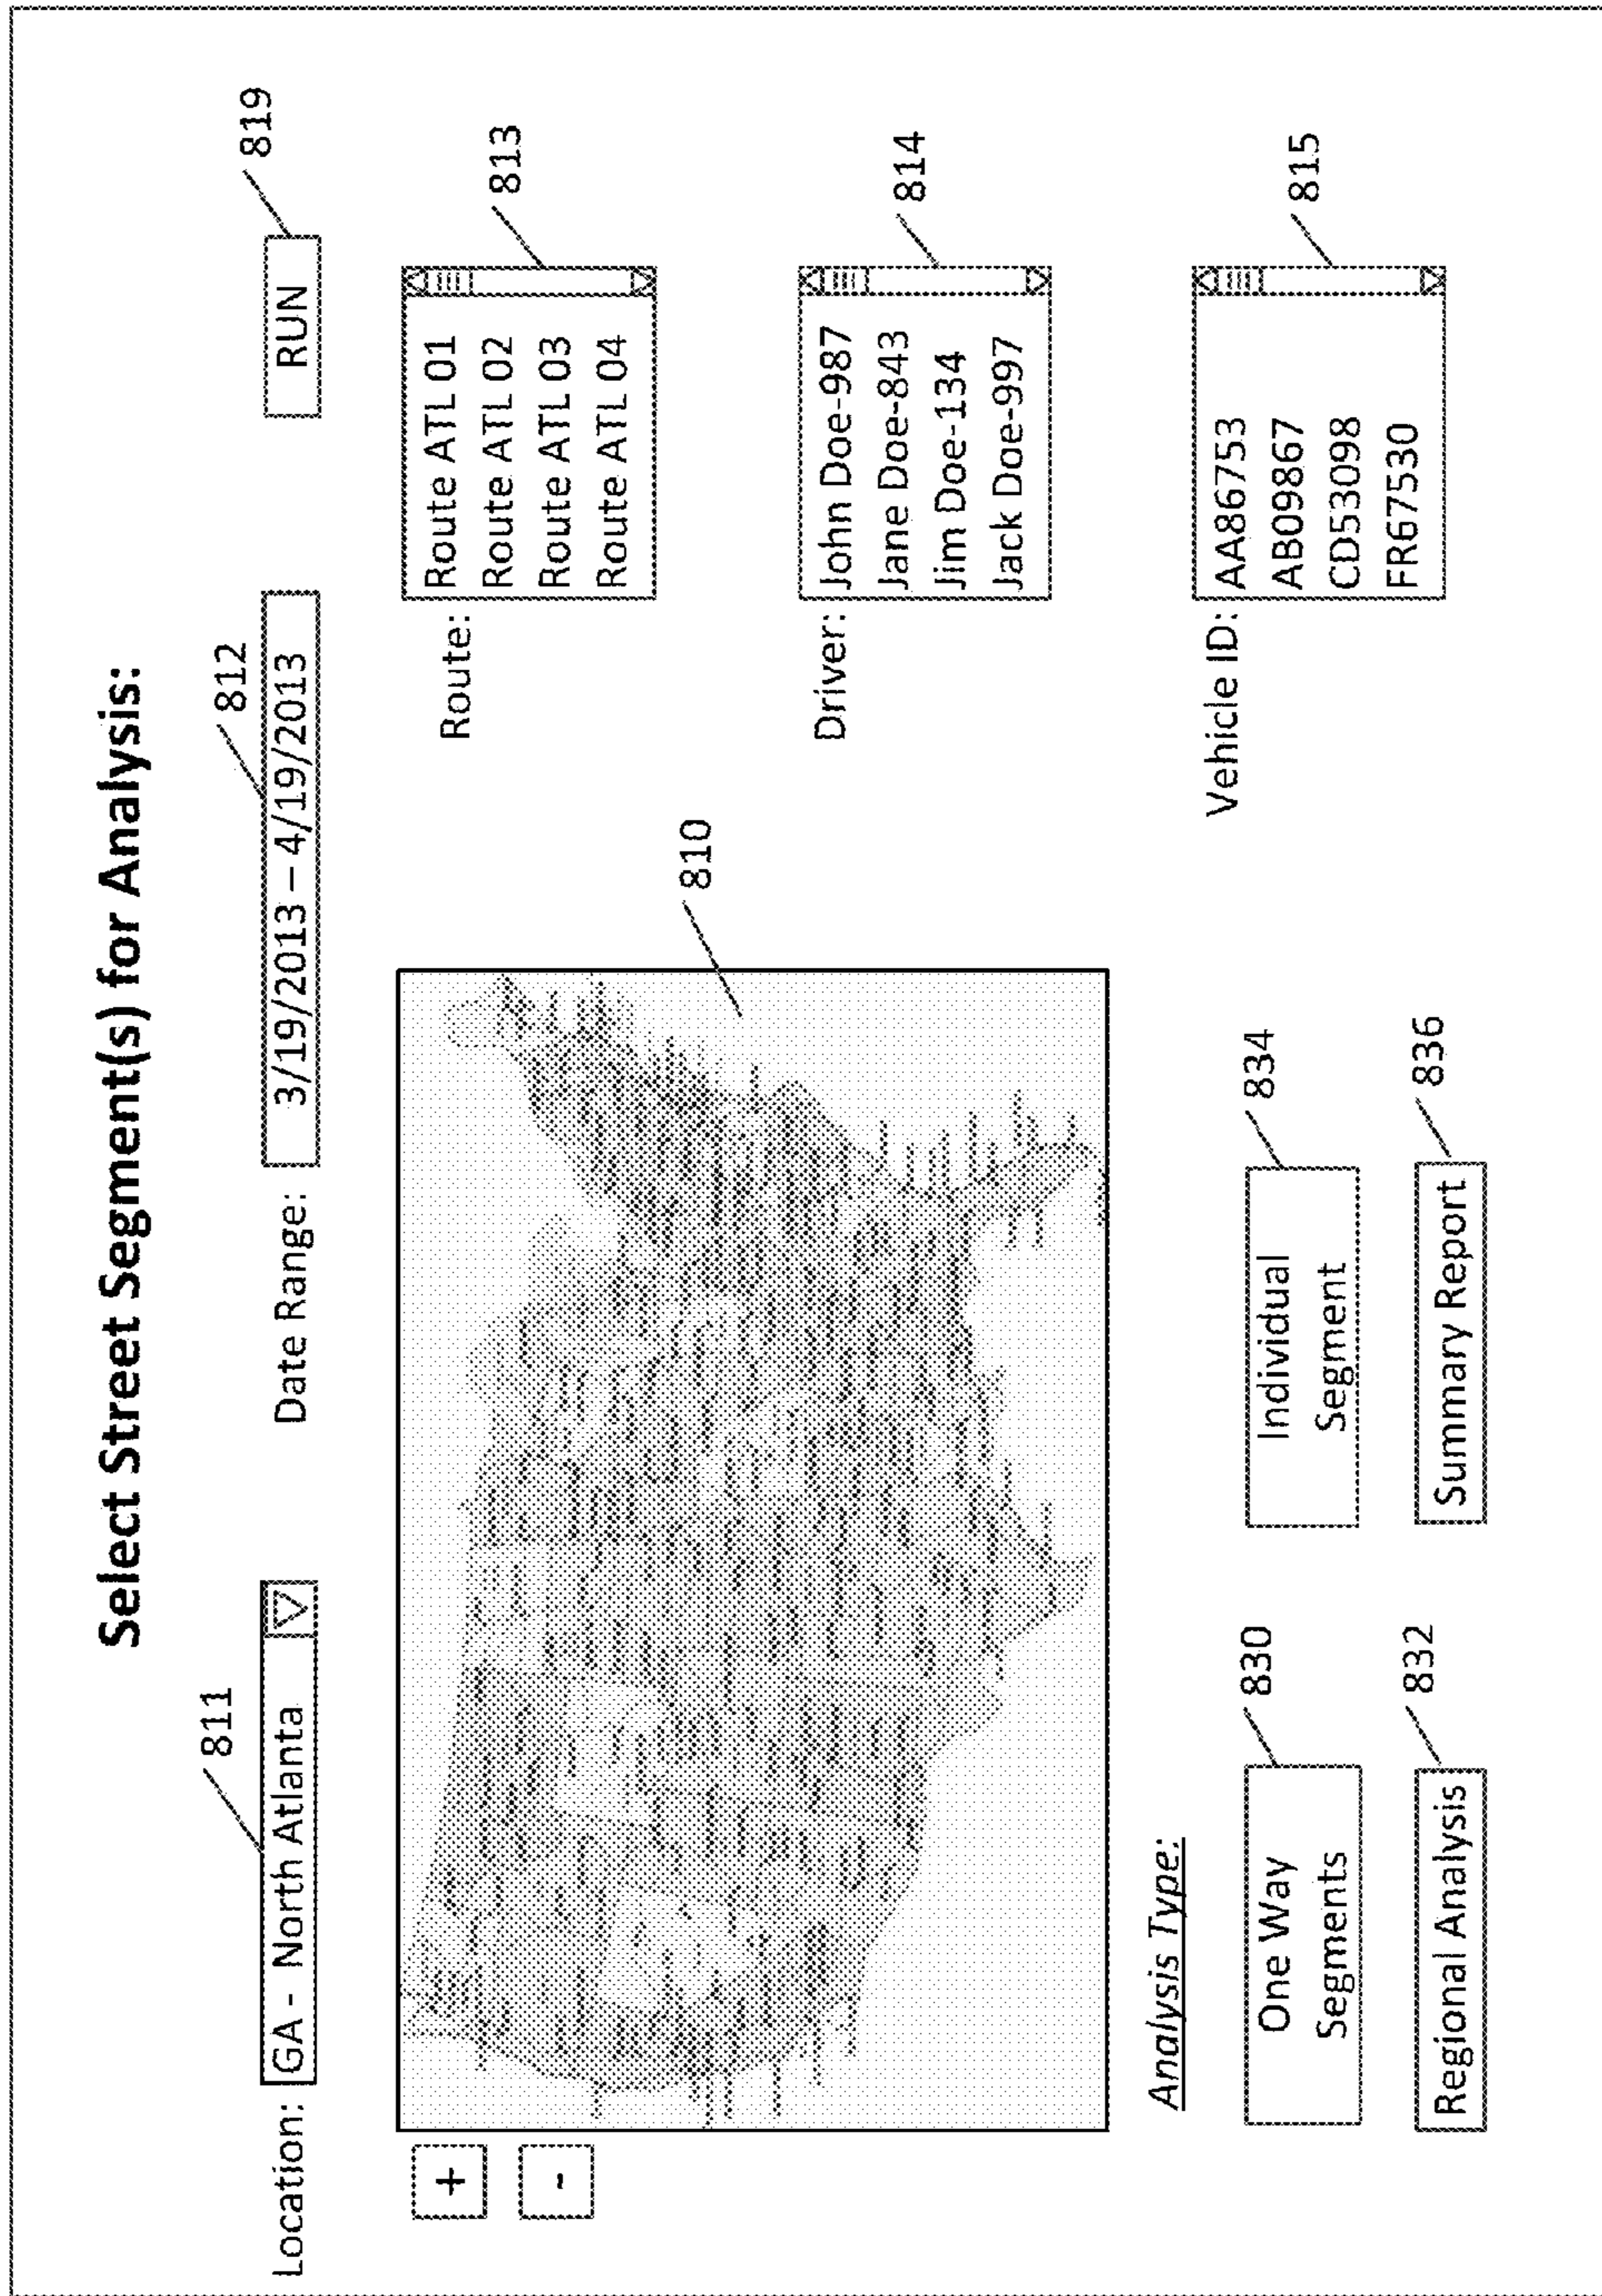 Select Street Segment(s) for Analysis:
811
812
819
Location: GA - North Atlanta
Date Range: 3/19/2013 – 4/19/2013
RUN
+
-
810
Route:
Route ATL 01
Route ATL 02
Route ATL 03
Route ATL 04
813
Driver:
John Doe-987
Jane Doe-843
Jim Doe-134
Jack Doe-997
814
Vehicle ID:
AA86753
AB09867
CD53098
FR67530
815
Analysis Type:
One Way
Segments
830
Individual
Segment
834
Regional Analysis
832
Summary Report
836